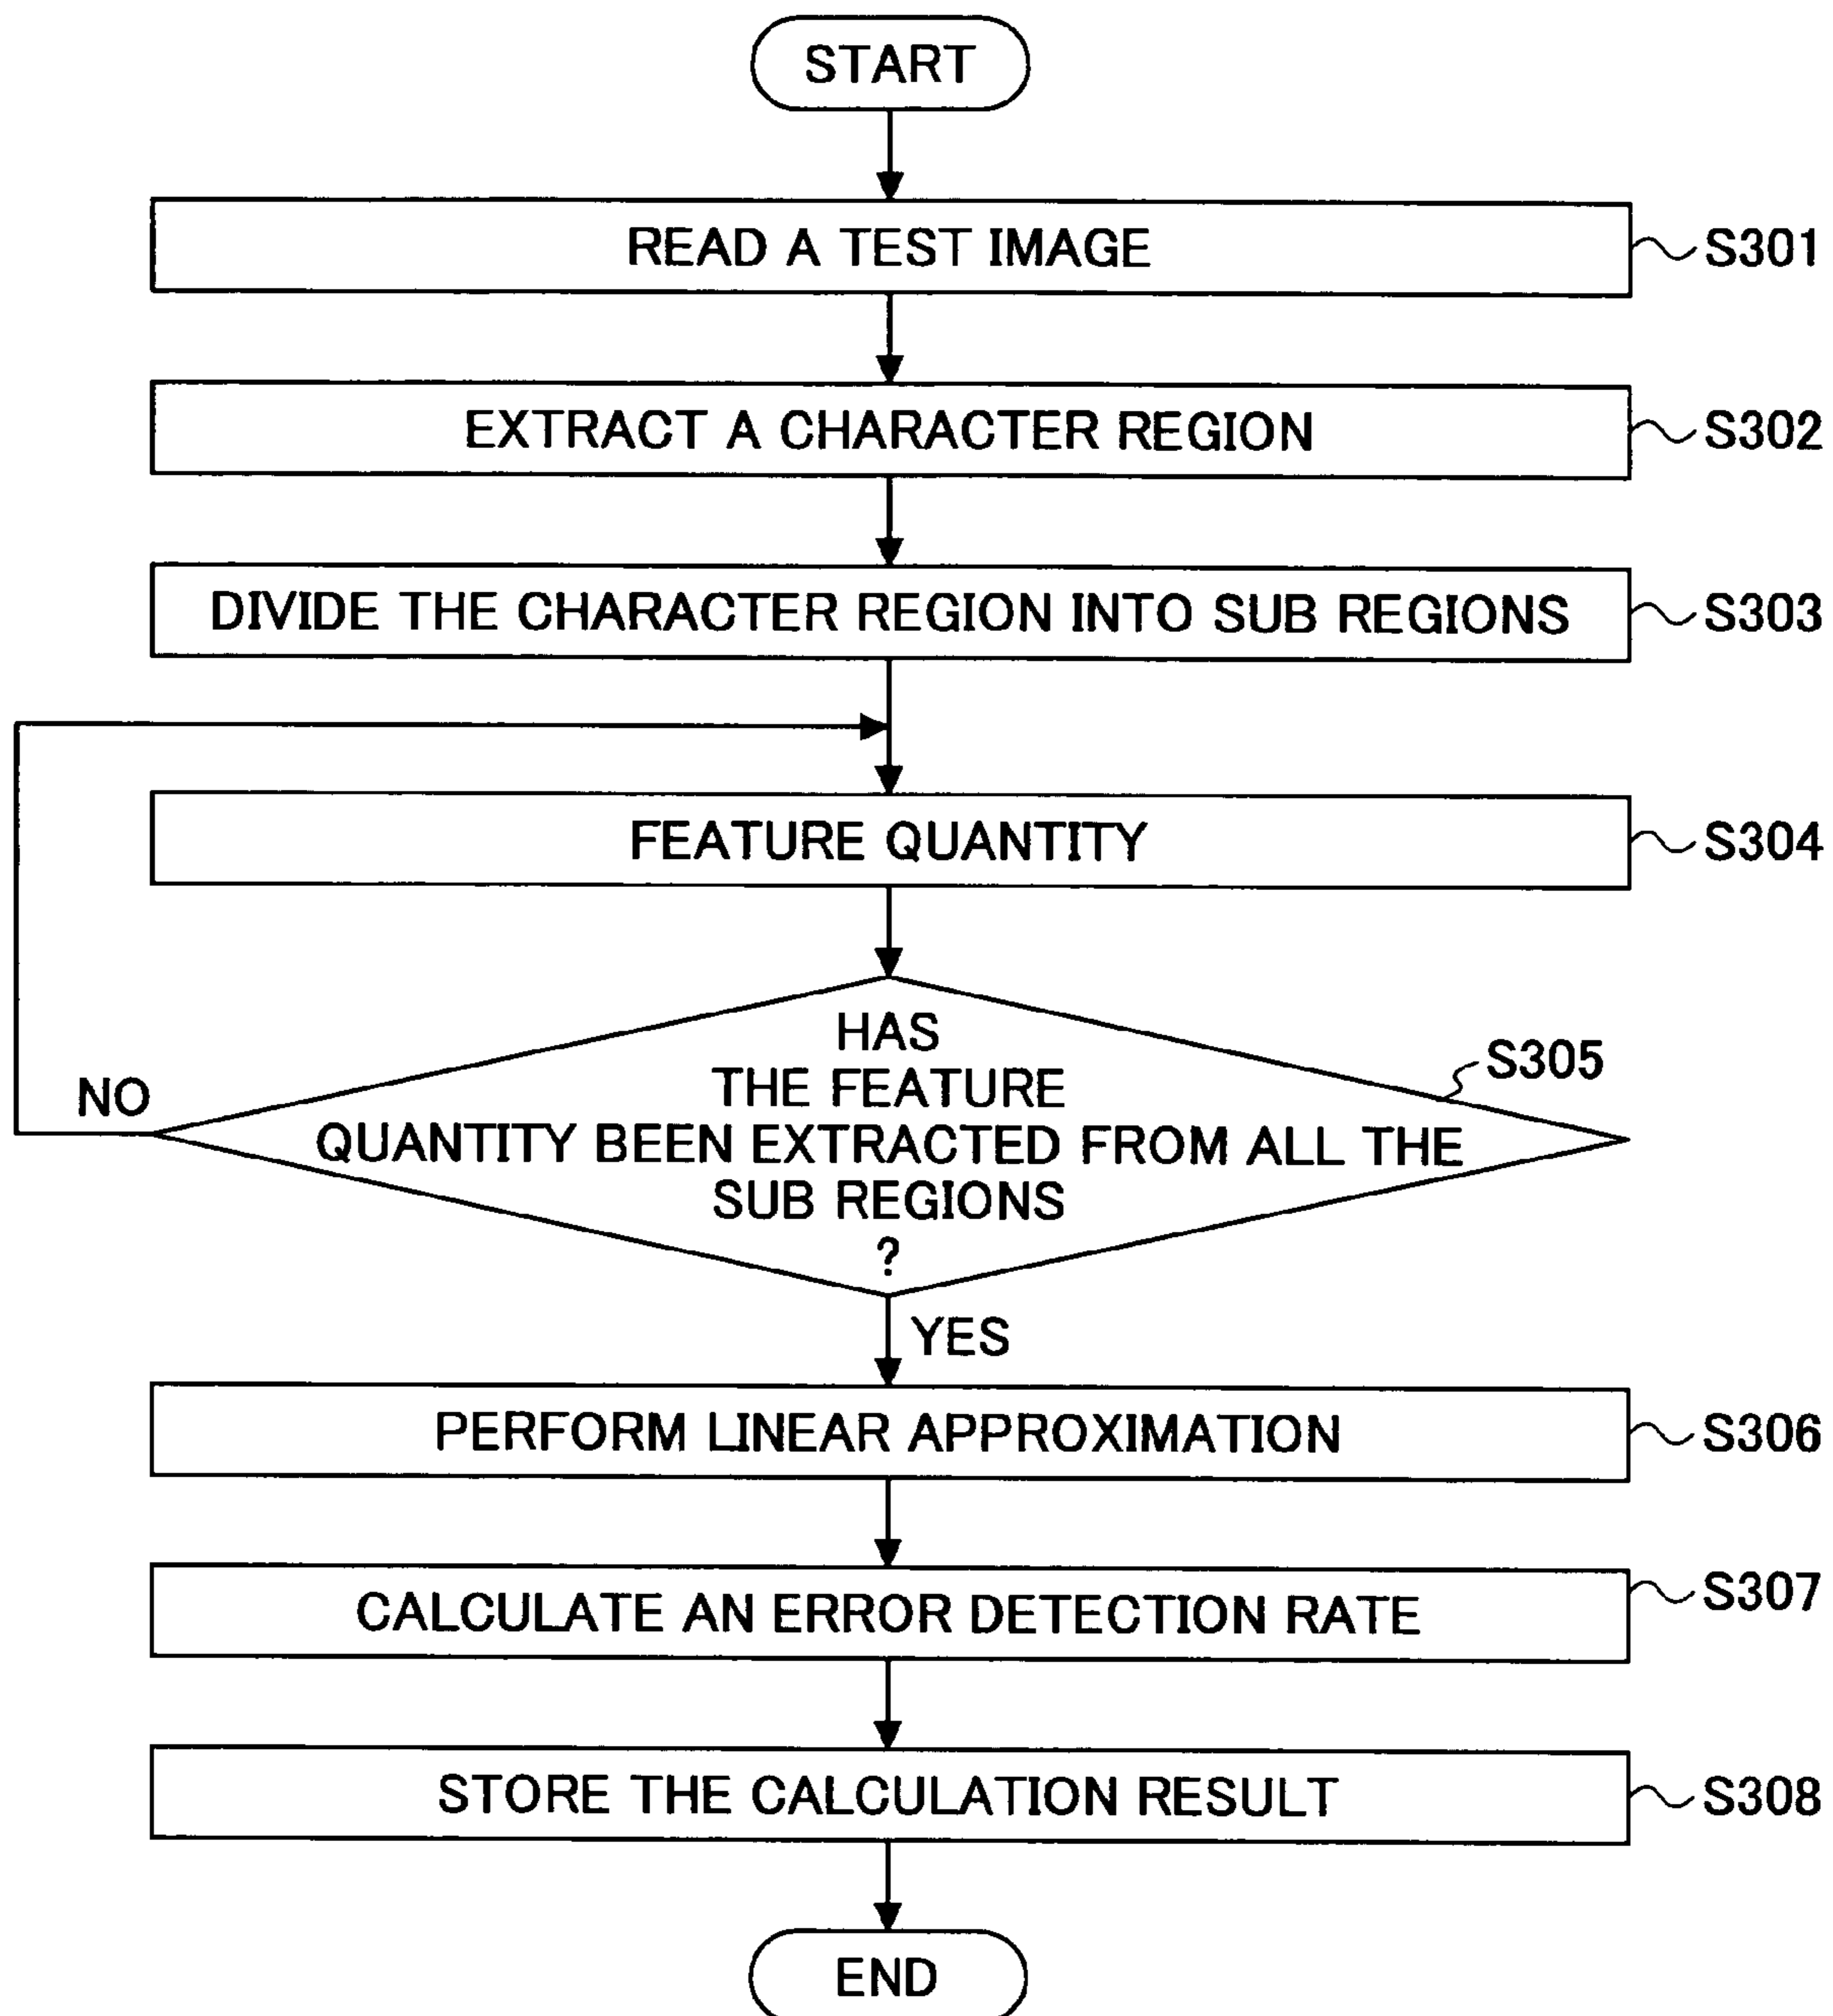 START
READ A TEST IMAGE
S301
EXTRACT A CHARACTER REGION
S302
DIVIDE THE CHARACTER REGION INTO SUB REGIONS
S303
FEATURE QUANTITY
S304
HAS
THE FEATURE
QUANTITY BEEN EXTRACTED FROM ALL THE
SUB REGIONS
?
S305
NO
YES
PERFORM LINEAR APPROXIMATION
S306
CALCULATE AN ERROR DETECTION RATE
S307
STORE THE CALCULATION RESULT
S308
END